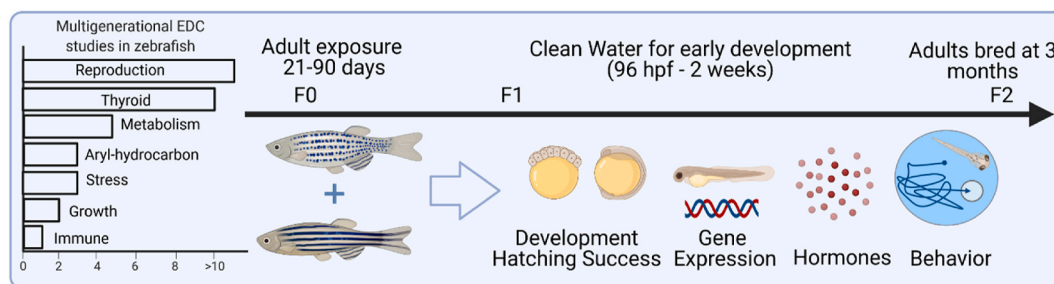 Multigenerational EDC
studies in zebrafish
Reproduction
Thyroid
Metabolism
Aryl-hydrocarbon
Stress
Growth
Immune
0 2 4 6 8 >10
Adult exposure
21-90 days
F0
Clean Water for early development
(96 hpf - 2 weeks)
F1
Adults bred at 3
months
F2
+
Development
Hatching Success
Gene
Expression
Hormones
Behavior